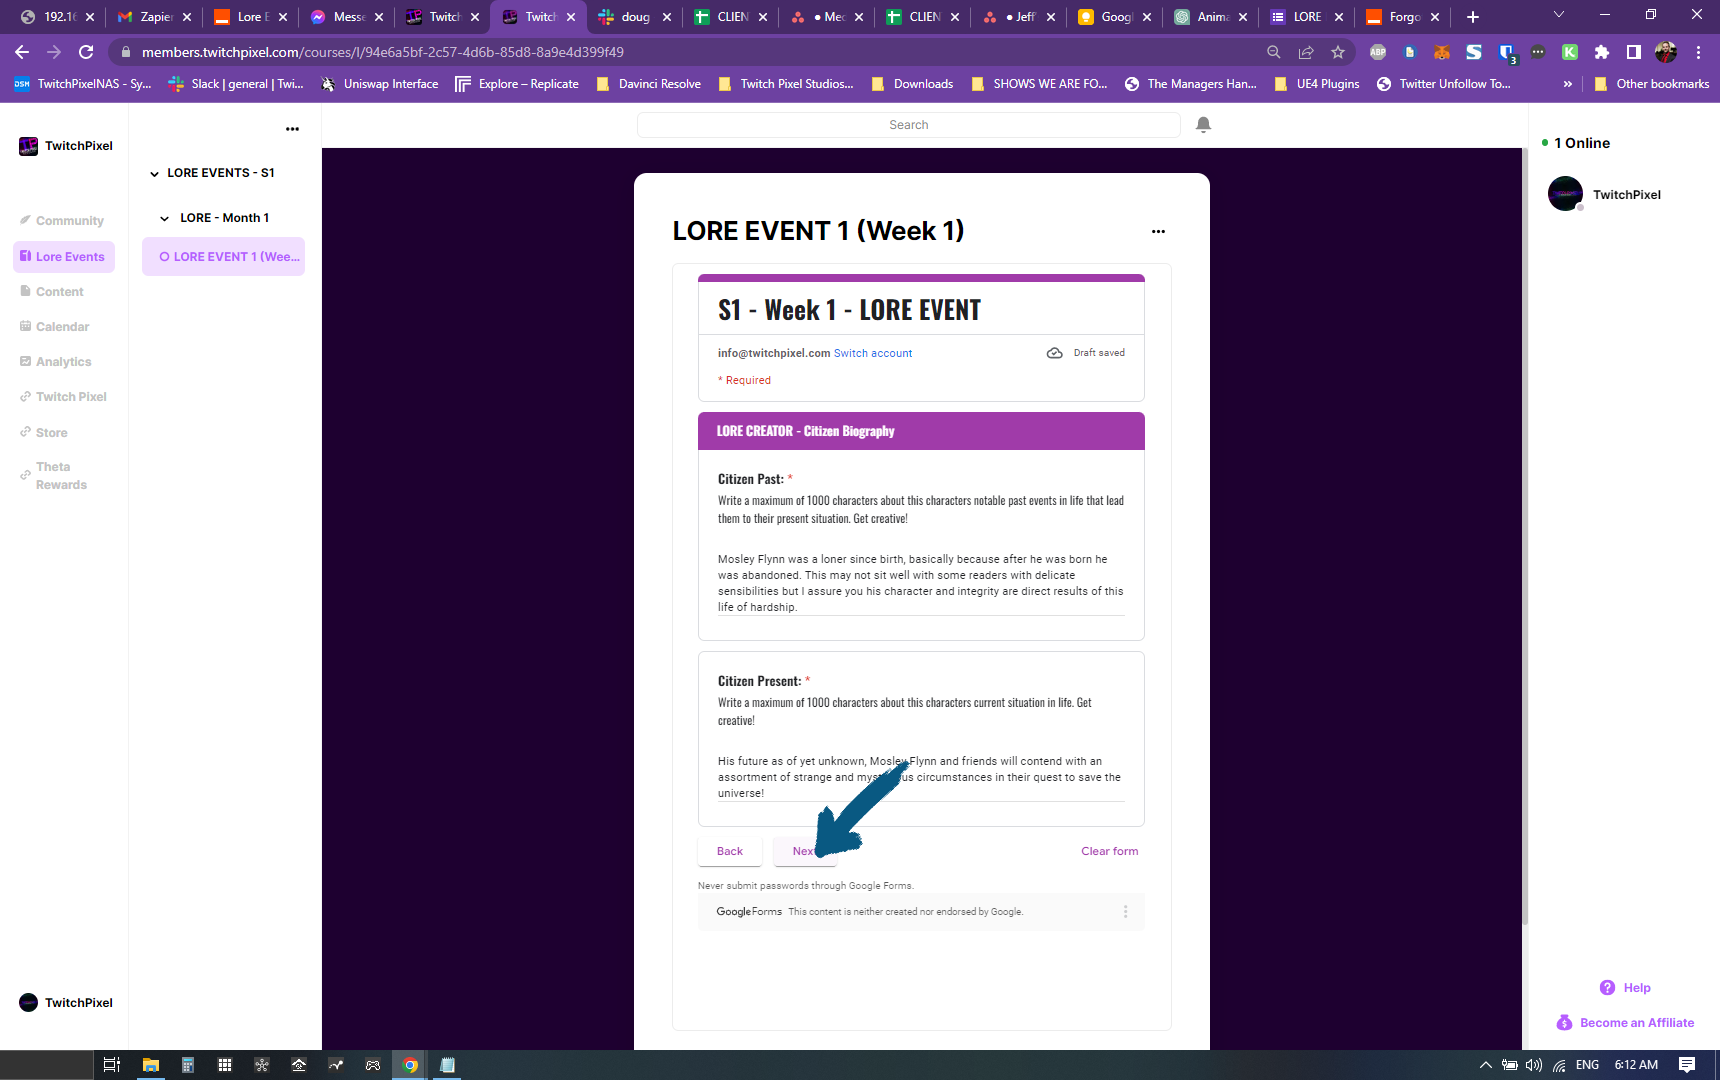 192.16
Zapier
Lore E
Messe
Twitch
Twitch
doug
CLIEN
• Med
CLIEN
• Jeff
Googl
Anima
LORE
Forgo
members.twitchpixel.com/courses/l/94e6a5bf-2c57-4d6b-85d8-8a9e4d399f49
ABP
3
DSM TwitchPixelNAS - Sy...
Slack | general | Twi...
Uniswap Interface
Explore – Replicate
Davinci Resolve
Twitch Pixel Studios...
Downloads
SHOWS WE ARE FO...
The Managers Han...
UE4 Plugins
Twitter Unfollow To...
»
Other bookmarks
TwitchPixel
Community
Lore Events
Content
Calendar
Analytics
Twitch Pixel
Store
Theta
Rewards
TwitchPixel
LORE EVENTS - S1
LORE - Month 1
LORE EVENT 1 (Wee...
Search
LORE EVENT 1 (Week 1)
S1 - Week 1 - LORE EVENT
info@twitchpixel.com Switch account
Draft saved
* Required
LORE CREATOR - Citizen Biography
Citizen Past: *
Write a maximum of 1000 characters about this characters notable past events in life that lead
them to their present situation. Get creative!
Mosley Flynn was a loner since birth, basically because after he was born he
was abandoned. This may not sit well with some readers with delicate
sensibilities but I assure you his character and integrity are direct results of this
life of hardship.
Citizen Present: *
Write a maximum of 1000 characters about this characters current situation in life. Get
creative!
His future as of yet unknown, Mosley Flynn and friends will contend with an
assortment of strange and mysterious circumstances in their quest to save the
universe!
Back
Next
Clear form
Never submit passwords through Google Forms.
Google Forms This content is neither created nor endorsed by Google.
1 Online
TwitchPixel
Help
Become an Affiliate
ENG
6:12 AM